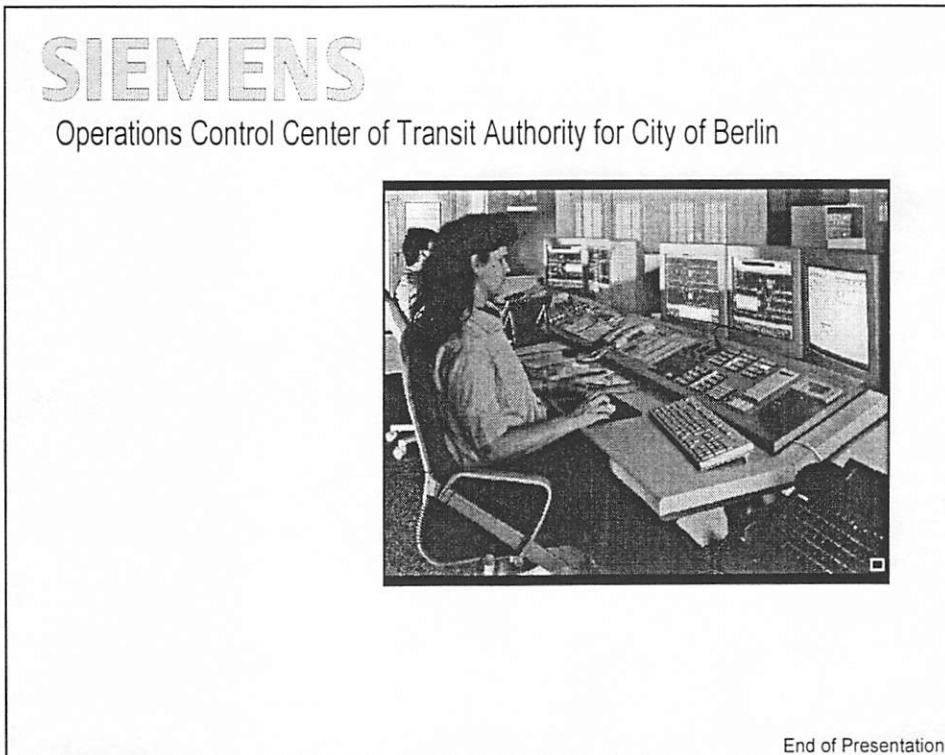 SIEMENS
Operations Control Center of Transit Authority for City of Berlin
End of Presentation